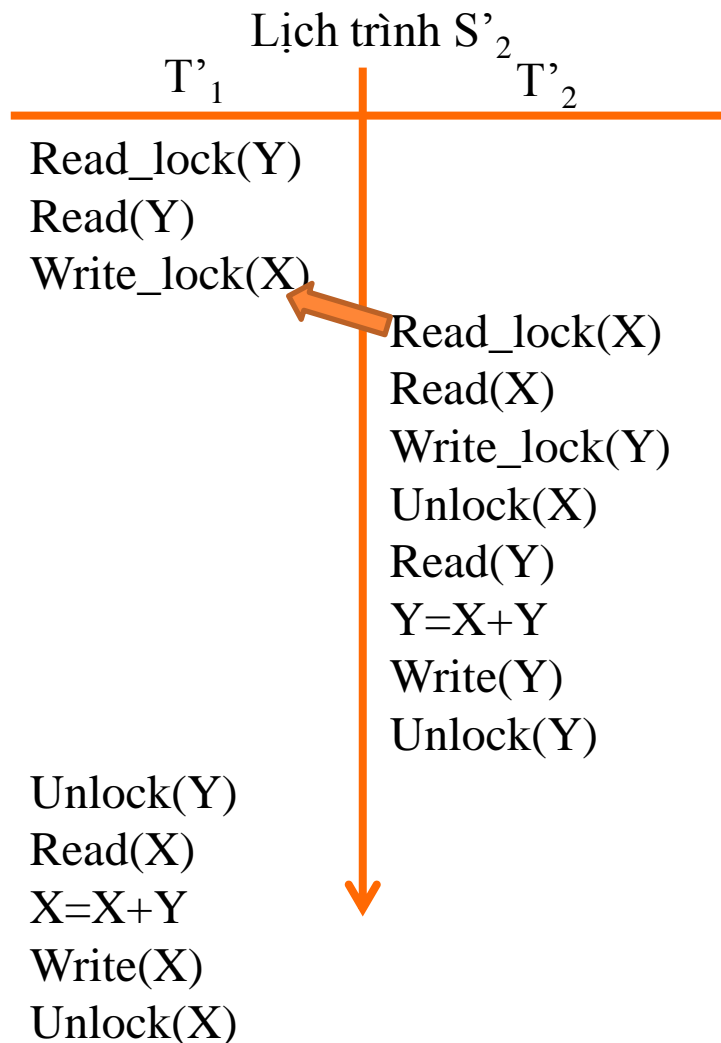 Lịch trình S’2
T’1
T’2
Read_lock(Y)
Read(Y)
Write_lock(X)
Read_lock(X)
Read(X)
Write_lock(Y)
Unlock(X)
Read(Y)
Y=X+Y
Write(Y)
Unlock(Y)
Unlock(Y)
Read(X)
X=X+Y
Write(X)
Unlock(X)